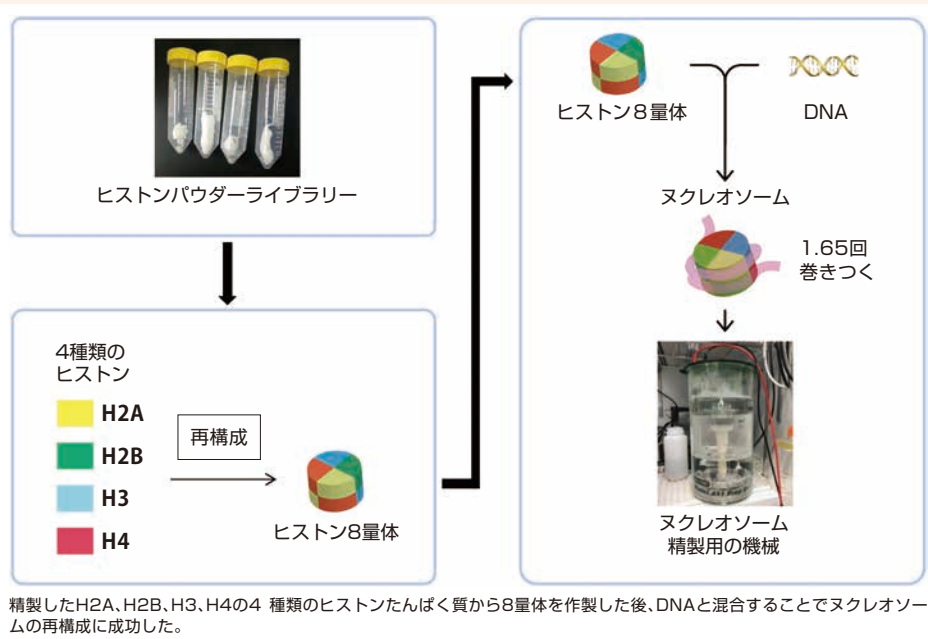 ヒストンパウダーライブラリー
4種類の
ヒストン
H2A
H2B
H3
H4
再構成
ヒストン8量体
ヒストン8量体
DNA
ヌクレオソーム
1.65回
巻きつく
ヌクレオソーム
精製用の機械
精製したH2A、H2B、H3、H4の4 種類のヒストンたんぱく質から8量体を作製した後、DNAと混合することでヌクレオソー
ムの再構成に成功した。